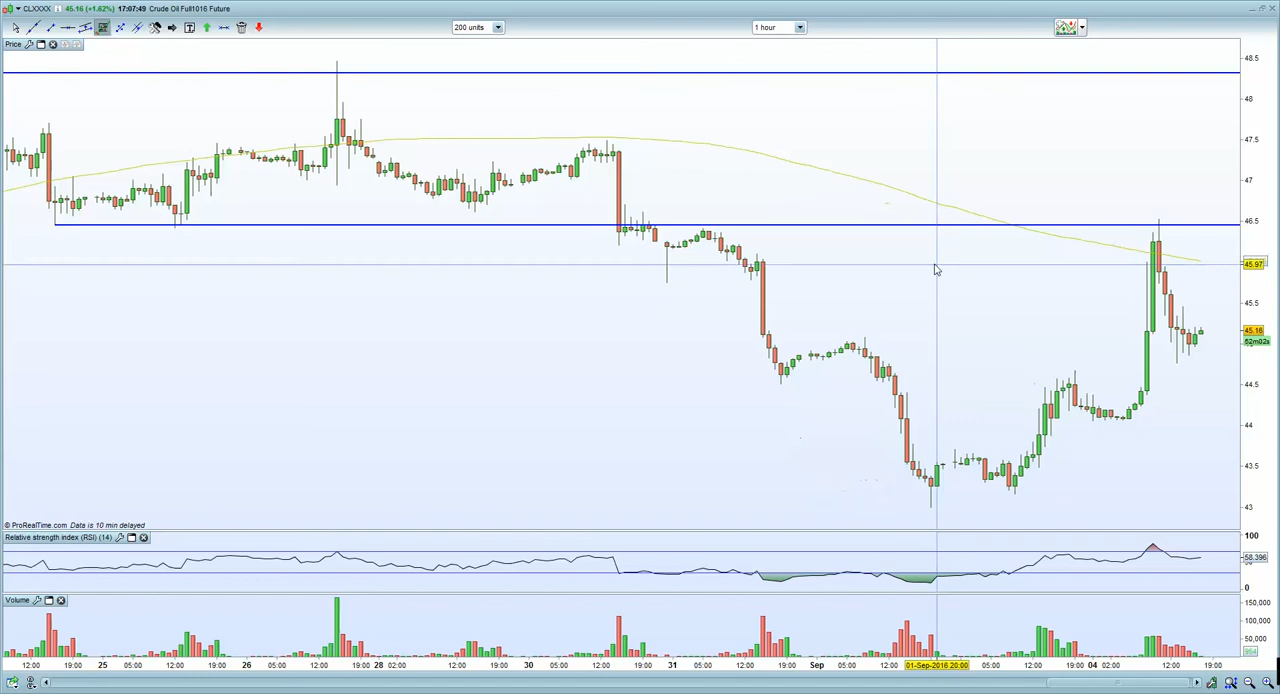 CLXXXX 45.16 (+1.62%) 17:07:49 Crude Oil Full1016 Future
200 units
1 hour
Price
48.5
48
47.5
47
46.5
45.97
45.5
45.16
52m02s
44.5
44
43.5
43
© ProRealTime.com Data is 10 min delayed
Relative strength index (RSI) (14)
100
58.396
0
Volume
150,000
100,000
50,000
954
12:00 19:00 25 05:00 12:00 19:00 26 05:00 12:00 19:00 28 02:00 12:00 19:00 30 05:00 12:00 19:00 31 05:00 12:00 19:00 Sep 05:00 12:00 01-Sep-2016 20:00 05:00 12:00 19:00 04 02:00 12:00 19:00